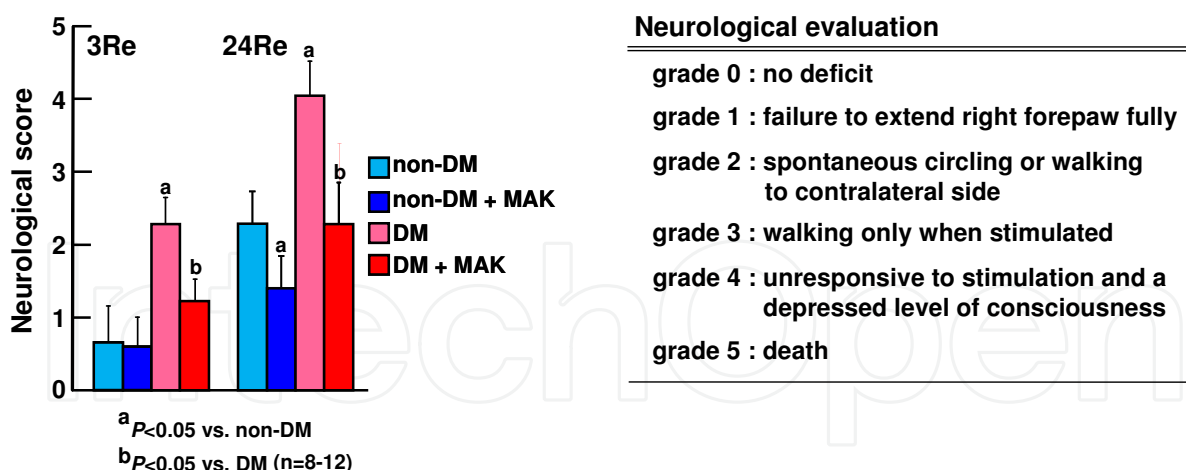 5
4
3
2
1
0
Neurological score
3Re
24Re
a
b
a
a
b
non-DM
non-DM + MAK
DM
DM + MAK
aP<0.05 vs. non-DM
bP<0.05 vs. DM (n=8-12)
Neurological evaluation
grade 0 : no deficit
grade 1 : failure to extend right forepaw fully
grade 2 : spontaneous circling or walking
to contralateral side
grade 3 : walking only when stimulated
grade 4 : unresponsive to stimulation and a
depressed level of consciousness
grade 5 : death
IntechOpen